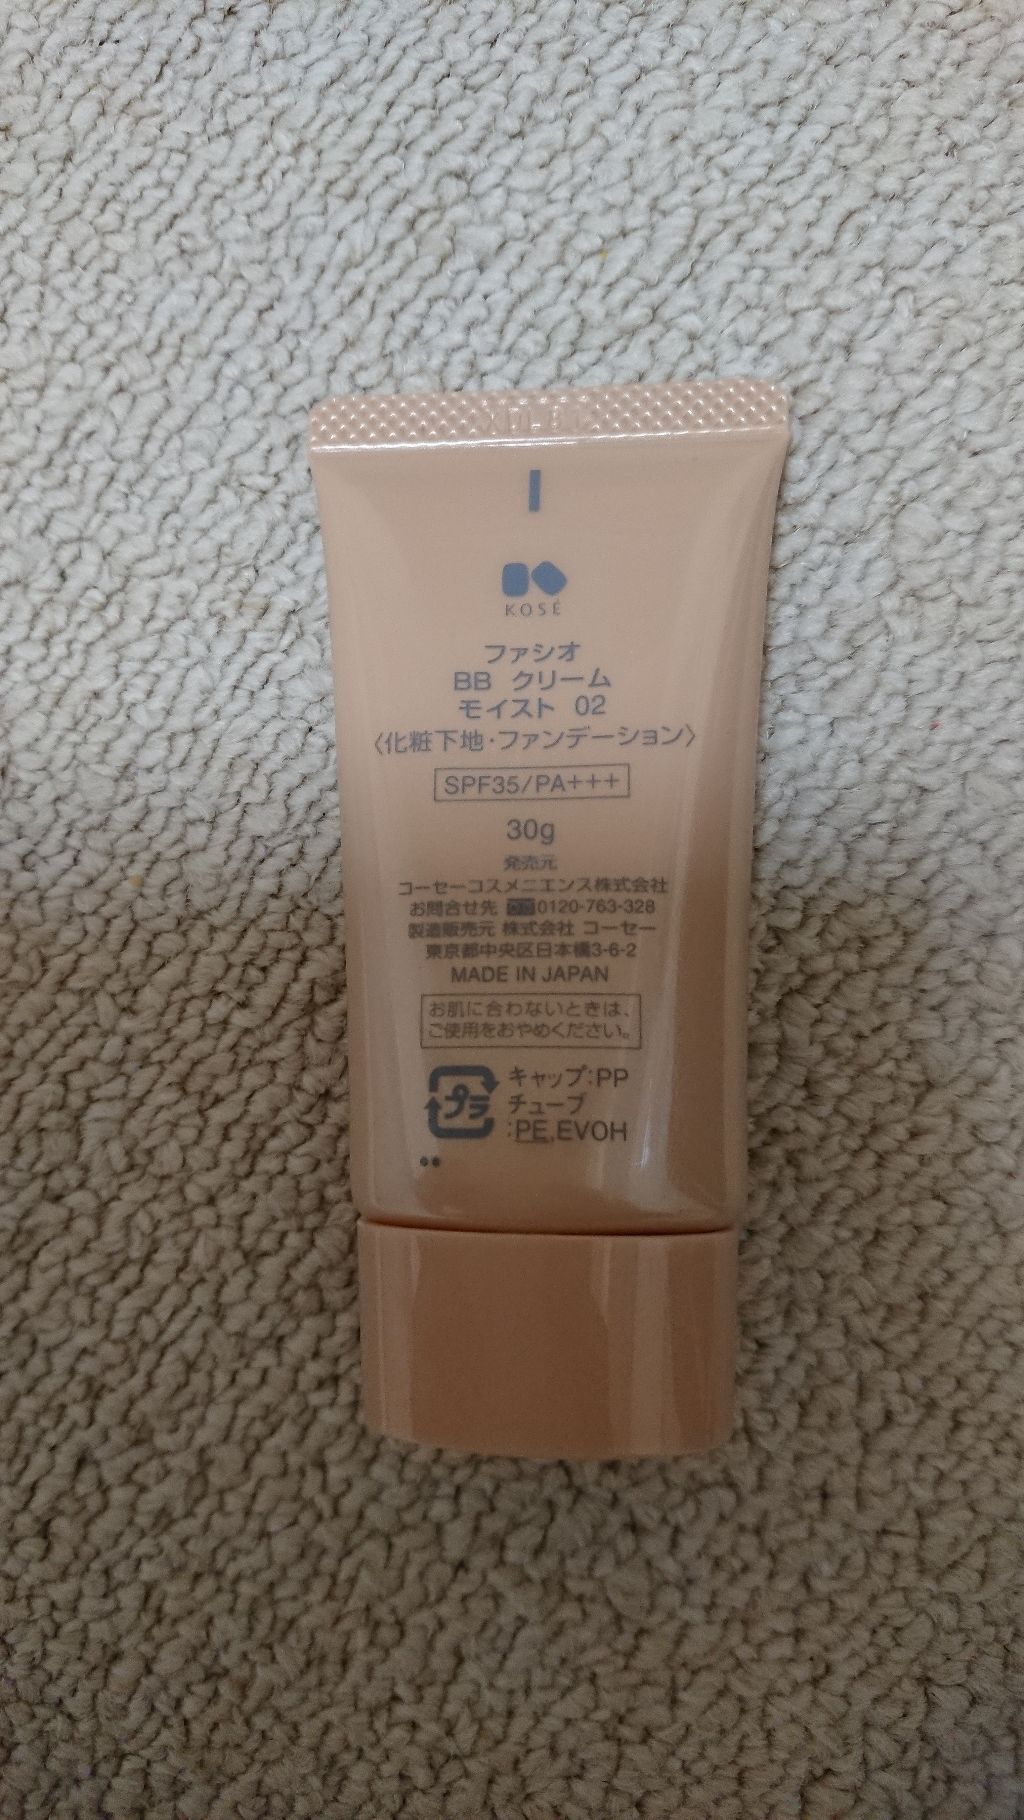 KOSÉ
ファシオ
BB クリーム
モイスト 02
〈化粧下地・ファンデーション〉
SPF35/PA+++
30g
発売元
コーセーコスメニエンス株式会社
お問合せ先 0120-763-328
製造販売元 株式会社 コーセー
東京都中央区日本橋3-6-2
MADE IN JAPAN
お肌に合わないときは、
ご使用をおやめください。
プラ
キャップ:PP
チューブ
:PE,EVOH